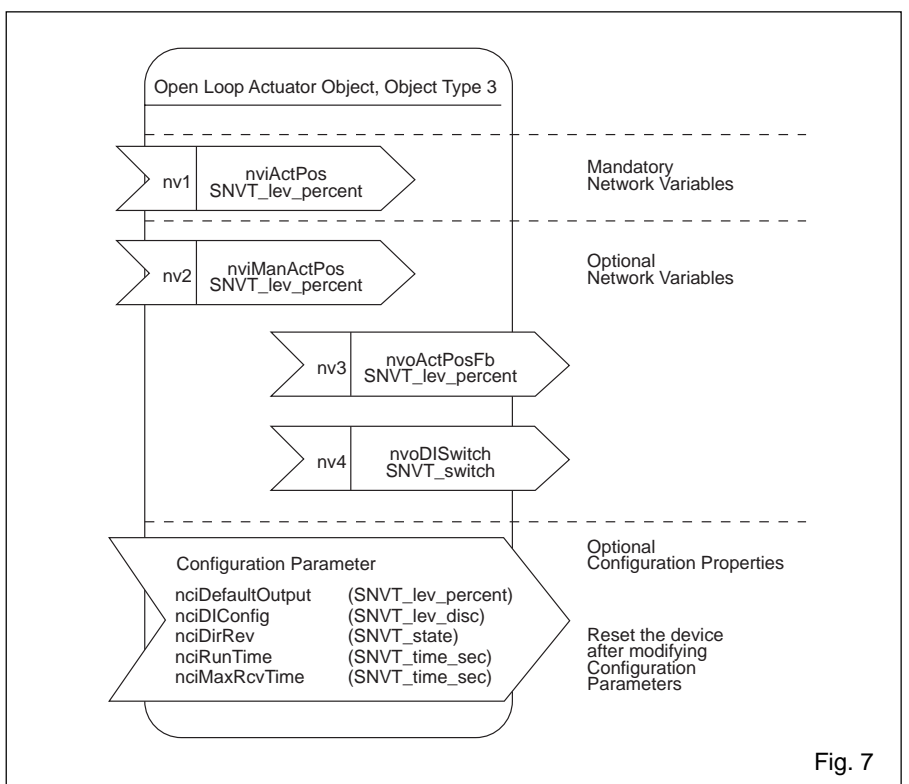 Open Loop Actuator Object, Object Type 3
nv1
nviActPos
SNVT_lev_percent
Mandatory
Network Variables
nv2
nviManActPos
SNVT_lev_percent
Optional
Network Variables
nv3
nvoActPosFb
SNVT_lev_percent
nv4
nvoDISwitch
SNVT_switch
Configuration Parameter
nciDefaultOutput (SNVT_lev_percent)
nciDIConfig (SNVT_lev_disc)
nciDirRev (SNVT_state)
nciRunTime (SNVT_time_sec)
nciMaxRcvTime (SNVT_time_sec)
Optional
Configuration Properties
Reset the device
after modifying
Configuration
Parameters
Fig. 7